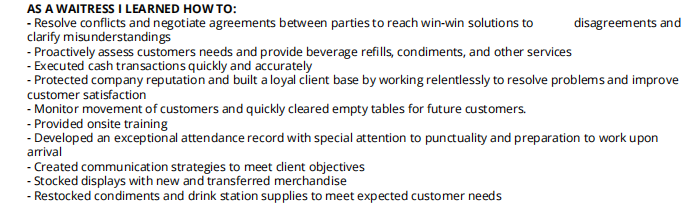 AS A WAITRESS I LEARNED HOW TO:
- Resolve conflicts and negotiate agreements between parties to reach win-win solutions to disagreements and
clarify misunderstandings
- Proactively assess customers needs and provide beverage refills, condiments, and other services
- Executed cash transactions quickly and accurately
- Protected company reputation and built a loyal client base by working relentlessly to resolve problems and improve
customer satisfaction
- Monitor movement of customers and quickly cleared empty tables for future customers.
- Provided onsite training
- Developed an exceptional attendance record with special attention to punctuality and preparation to work upon
arrival
- Created communication strategies to meet client objectives
- Stocked displays with new and transferred merchandise
- Restocked condiments and drink station supplies to meet expected customer needs